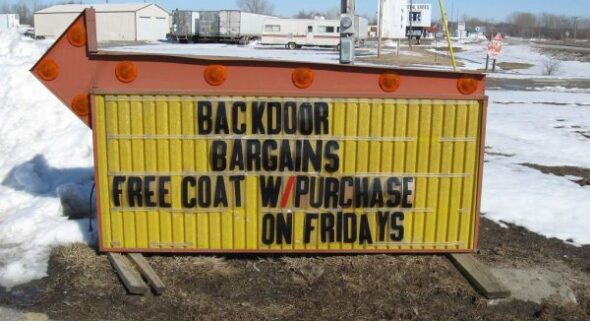 BACKDOOR
BARGAINS
FREE COAT W/PURCHASE
ON FRIDAYS